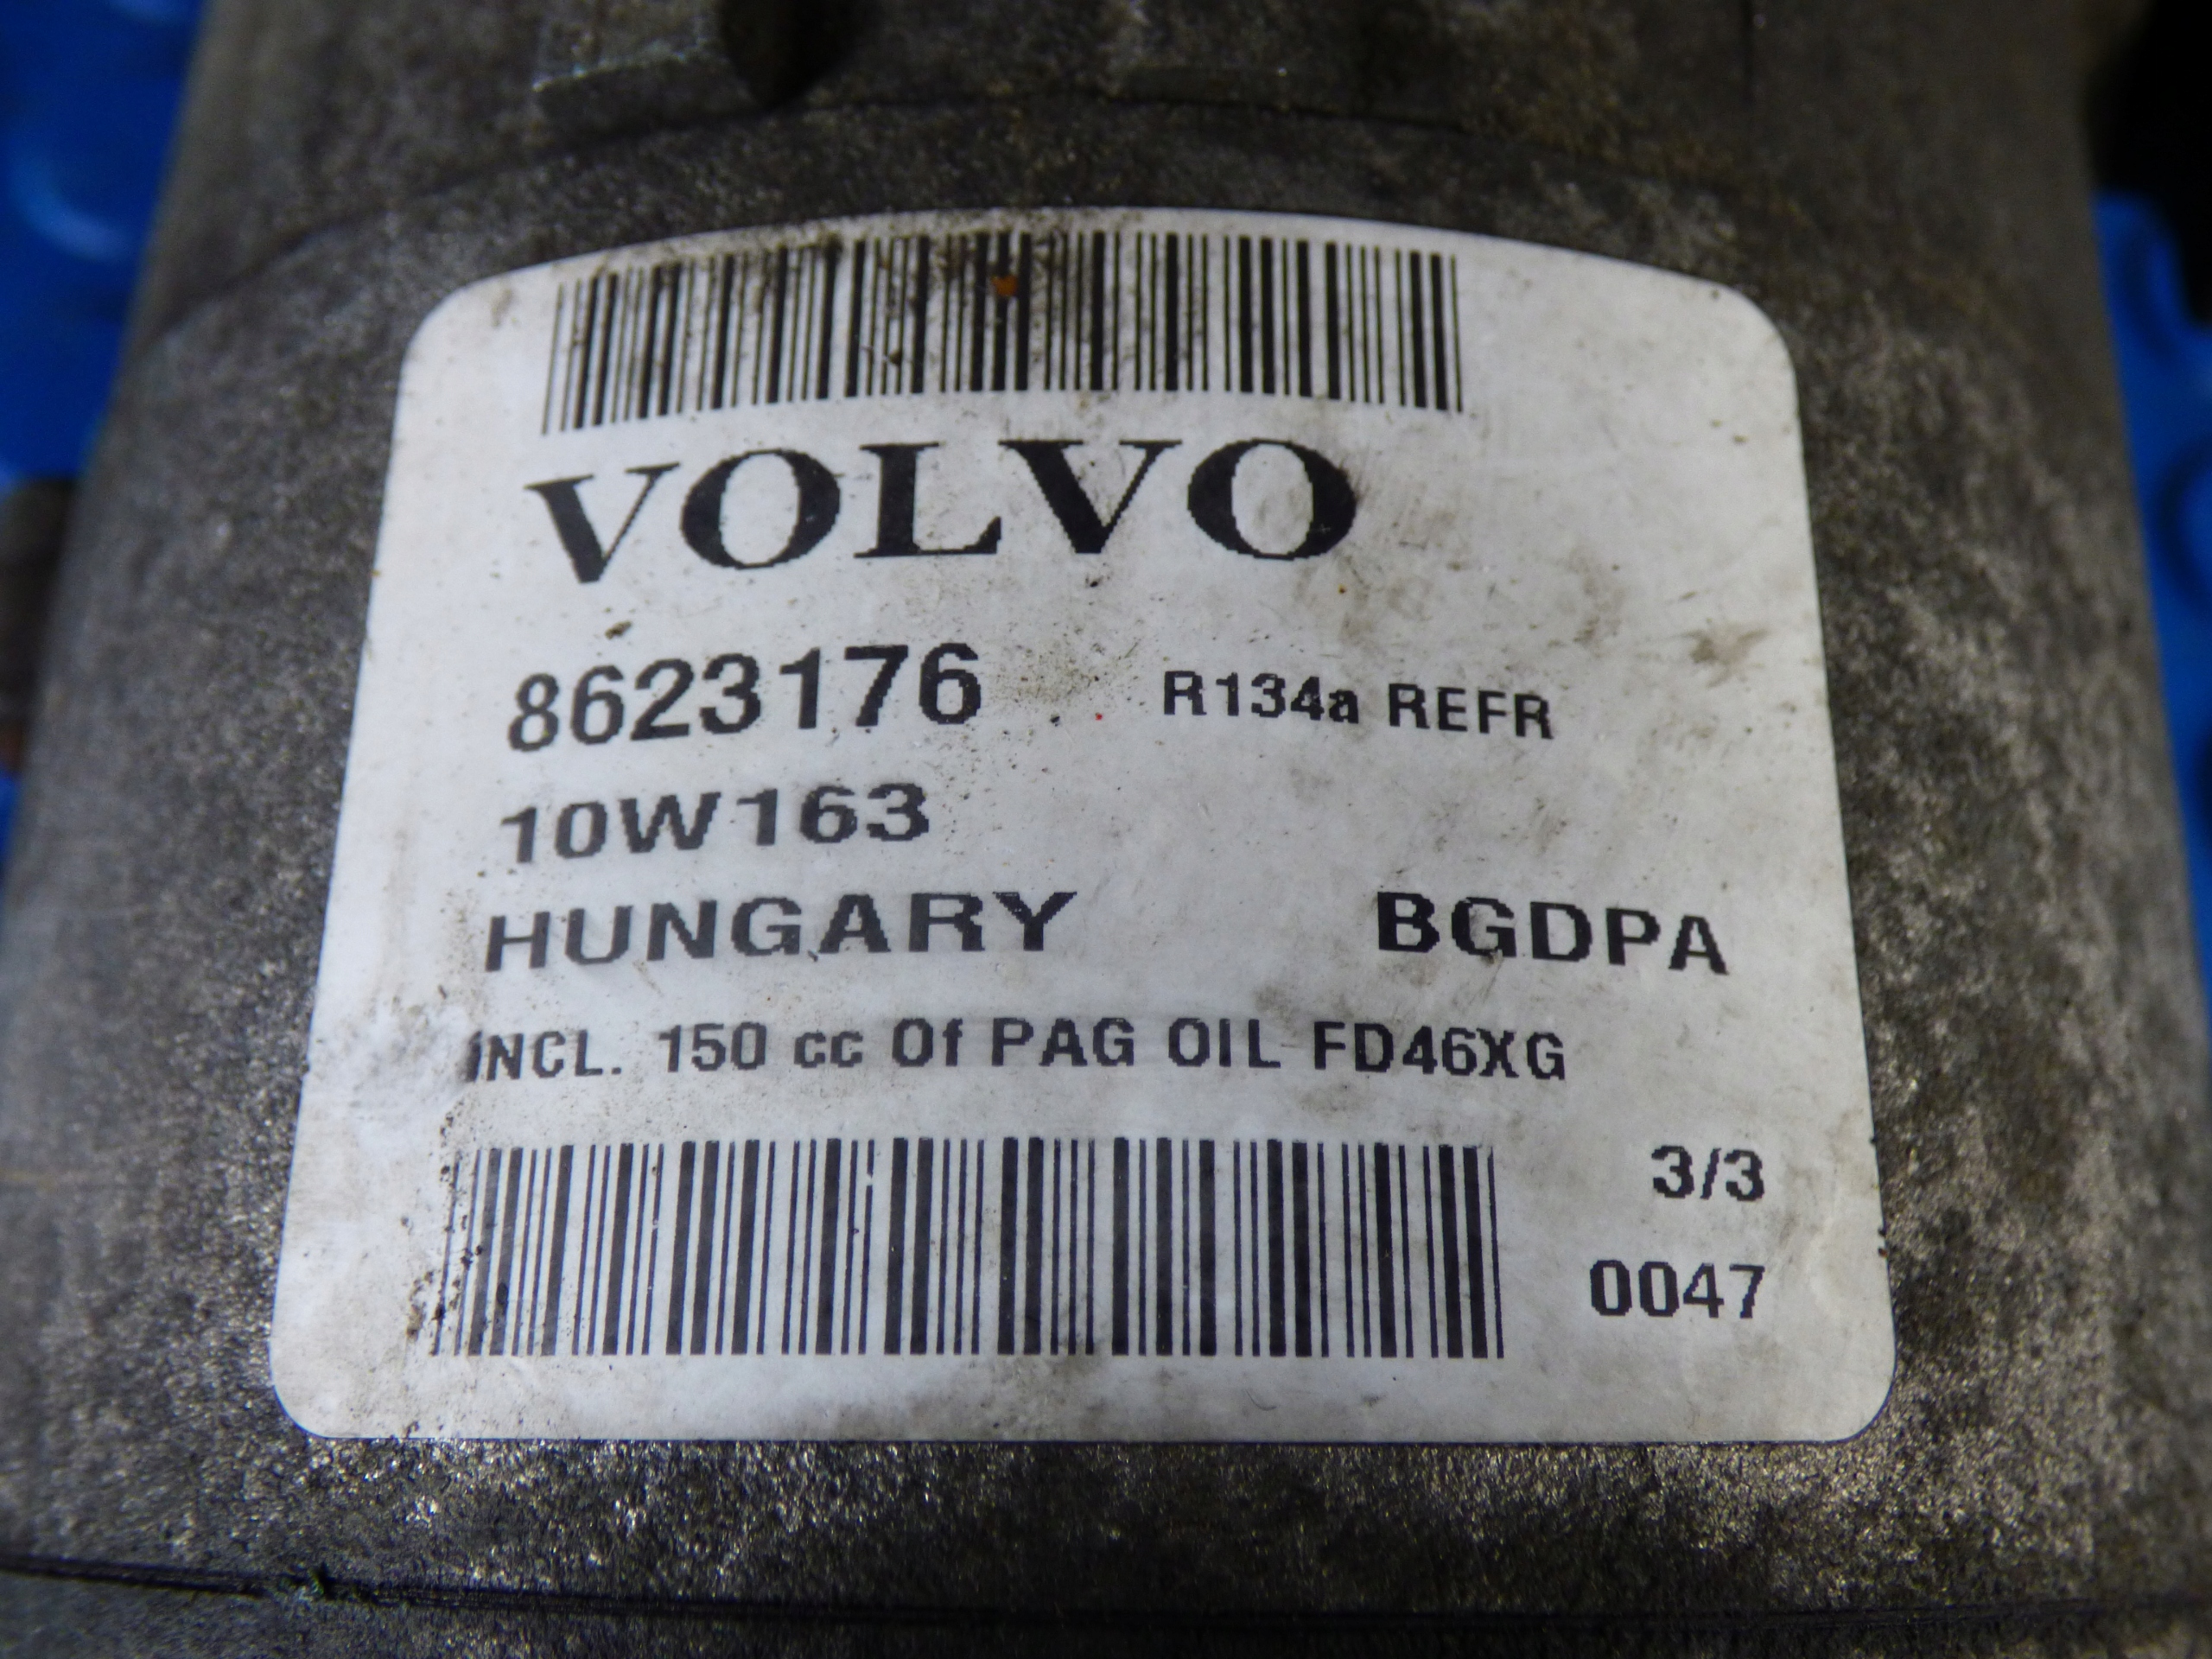 VOLVO
8623176 R134a REFR
10W163
HUNGARY BGDPA
INCL. 150 cc Of PAG OIL FD46XG
3/3
0047